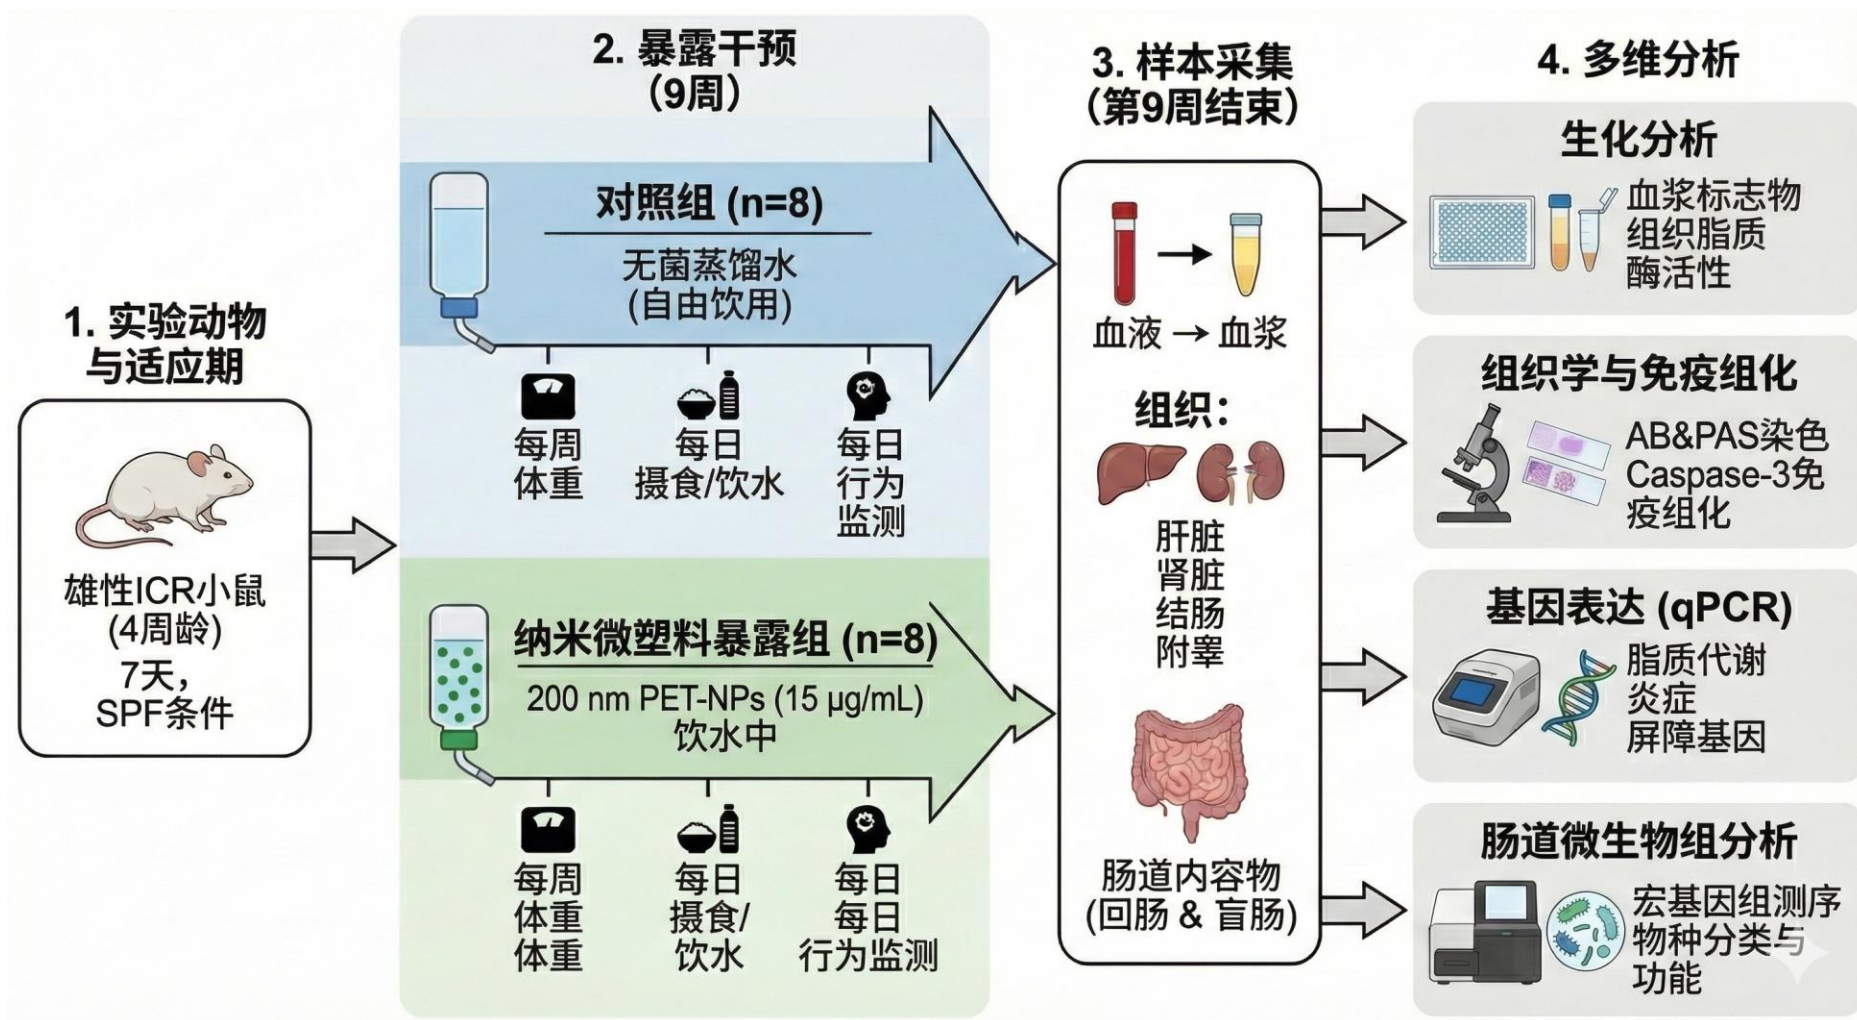 1. 实验动物
与适应期
雄性ICR小鼠
(4周龄)
7天，
SPF条件
2. 暴露干预
（9周）
对照组 (n=8)
无菌蒸馏水
(自由饮用)
每周
体重
每日
摄食/饮水
每日
行为
监测
纳米微塑料暴露组 (n=8)
200 nm PET-NPs (15 µg/mL)
饮水中
每周
体重
体重
每日
摄食/
饮水
每日
每日
行为监测
3. 样本采集
（第9周结束）
血液 → 血浆
组织：
肝脏
肾脏
结肠
附睾
肠道内容物
(回肠 & 盲肠)
4. 多维分析
生化分析
血浆标志物
组织脂质
酶活性
组织学与免疫组化
AB&PAS染色
Caspase-3免
疫组化
基因表达 (qPCR)
脂质代谢
炎症
屏障基因
肠道微生物组分析
宏基因组测序
物种分类与
功能